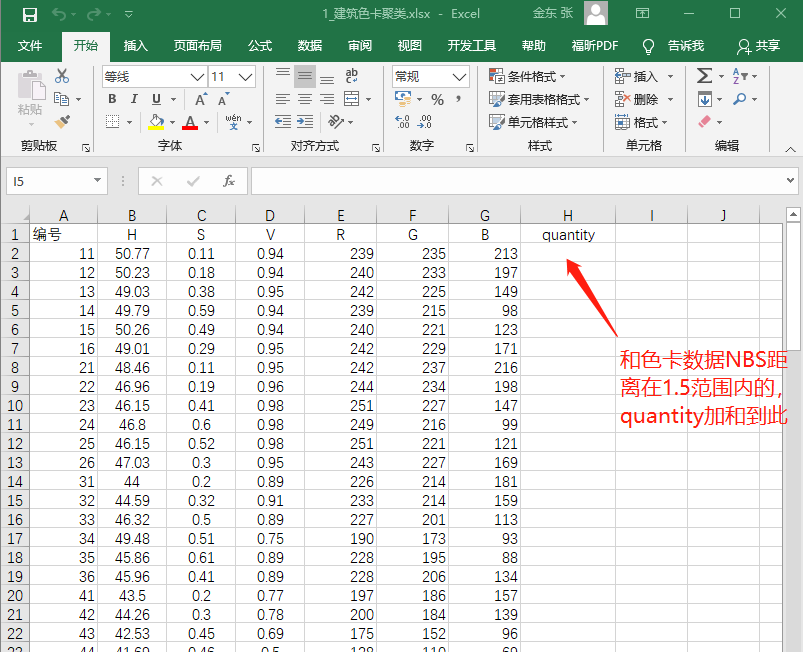 1_建筑色卡聚类.xlsx - Excel 金东 张
文件 开始 插入 页面布局 公式 数据 审阅 视图 开发工具 帮助 福昕PDF 告诉我 共享
粘贴 剪贴板
等线 11
B I U A A
A wén 文
字体
ab c
对齐方式
常规
% ,
数字
条件格式
套用表格格式
单元格样式
样式
插入
删除
格式
单元格
编辑
I5 fx
A B C D E F G H I J
1 编号 H S V R G B quantity
2 11 50.77 0.11 0.94 239 235 213
3 12 50.23 0.18 0.94 240 233 197
4 13 49.03 0.38 0.95 242 225 149
5 14 49.79 0.59 0.94 239 215 98
6 15 50.26 0.49 0.94 240 221 123
7 16 49.01 0.29 0.95 242 229 171
8 21 48.46 0.11 0.95 242 237 216
9 22 46.96 0.19 0.96 244 234 198
10 23 46.15 0.41 0.98 251 227 147
11 24 46.8 0.6 0.98 249 216 99
12 25 46.15 0.52 0.98 251 221 121
13 26 47.03 0.3 0.95 243 227 169
14 31 44 0.2 0.89 226 214 181
15 32 44.59 0.32 0.91 233 214 159
16 33 46.32 0.5 0.89 227 201 113
17 34 49.48 0.51 0.75 190 173 93
18 35 45.86 0.61 0.89 228 195 88
19 36 45.96 0.41 0.89 228 206 134
20 41 43.5 0.2 0.77 197 186 157
21 42 44.26 0.3 0.78 200 184 139
22 43 42.53 0.45 0.69 175 152 96
和色卡数据NBS距
离在1.5范围内的，
quantity加和到此